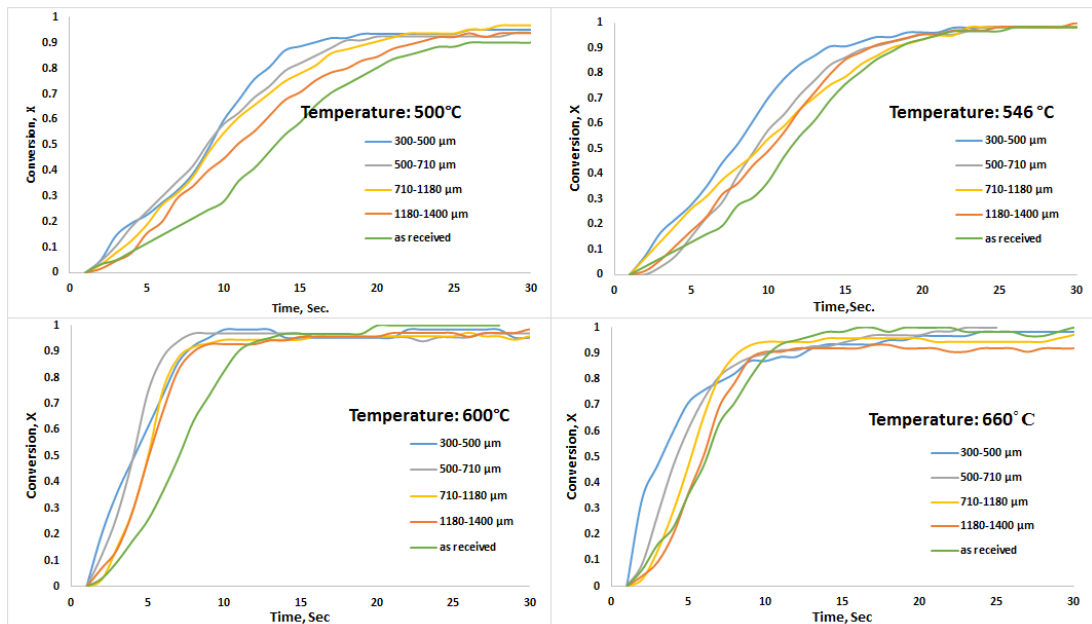 Conversion, X
1
0.9
0.8
0.7
0.6
0.5
0.4
0.3
0.2
0.1
0
Temperature: 500°C
300-500 µm
500-710 µm
710-1180 µm
1180-1400 µm
as received
0 5 10 15 20 25 30
Time, Sec.
Conversion, X
1
0.9
0.8
0.7
0.6
0.5
0.4
0.3
0.2
0.1
0
Temperature: 546 °C
300-500 µm
500-710 µm
710-1180 µm
1180-1400 µm
as received
0 5 10 15 20 25 30
Time,Sec.
Conversion, X
1
0.9
0.8
0.7
0.6
0.5
0.4
0.3
0.2
0.1
0
Temperature: 600°C
300-500 µm
500-710 µm
710-1180 µm
1180-1400 µm
as received
0 5 10 15 20 25 30
Time, Sec
Conversion, X
1
0.9
0.8
0.7
0.6
0.5
0.4
0.3
0.2
0.1
0
Temperature: 660°C
300-500 µm
500-710 µm
710-1180 µm
1180-1400 µm
as received
0 5 10 15 20 25 30
Time, Sec